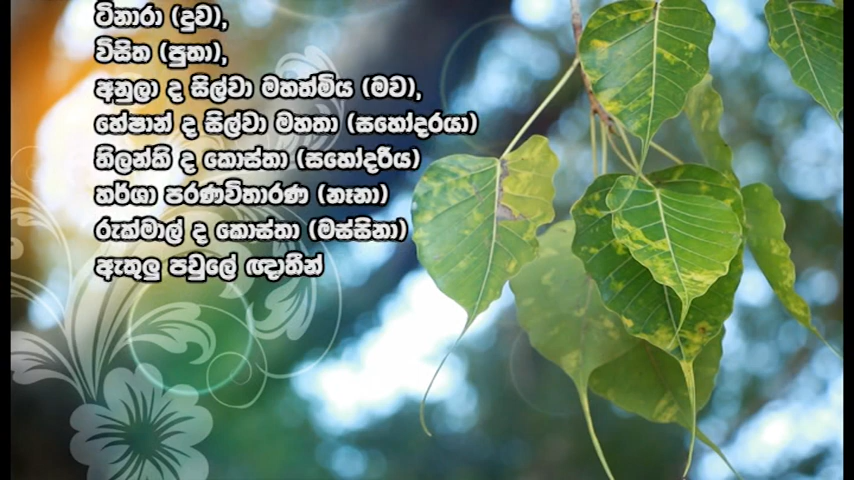 ටිනාරා (දුව),
විසිත (පුතා),
අනුලා ද සිල්වා මහත්මිය (මව),
හේෂාන් ද සිල්වා මහතා (සහෝදරයා)
තිලන්කි ද කොස්තා (සහෝදරීය)
හර්ශා පරණවිතාරණ (නෑනා)
රුක්මාල් ද කොස්තා (මස්සිනා)
ඇතුලු පවුලේ ඥාතීන්